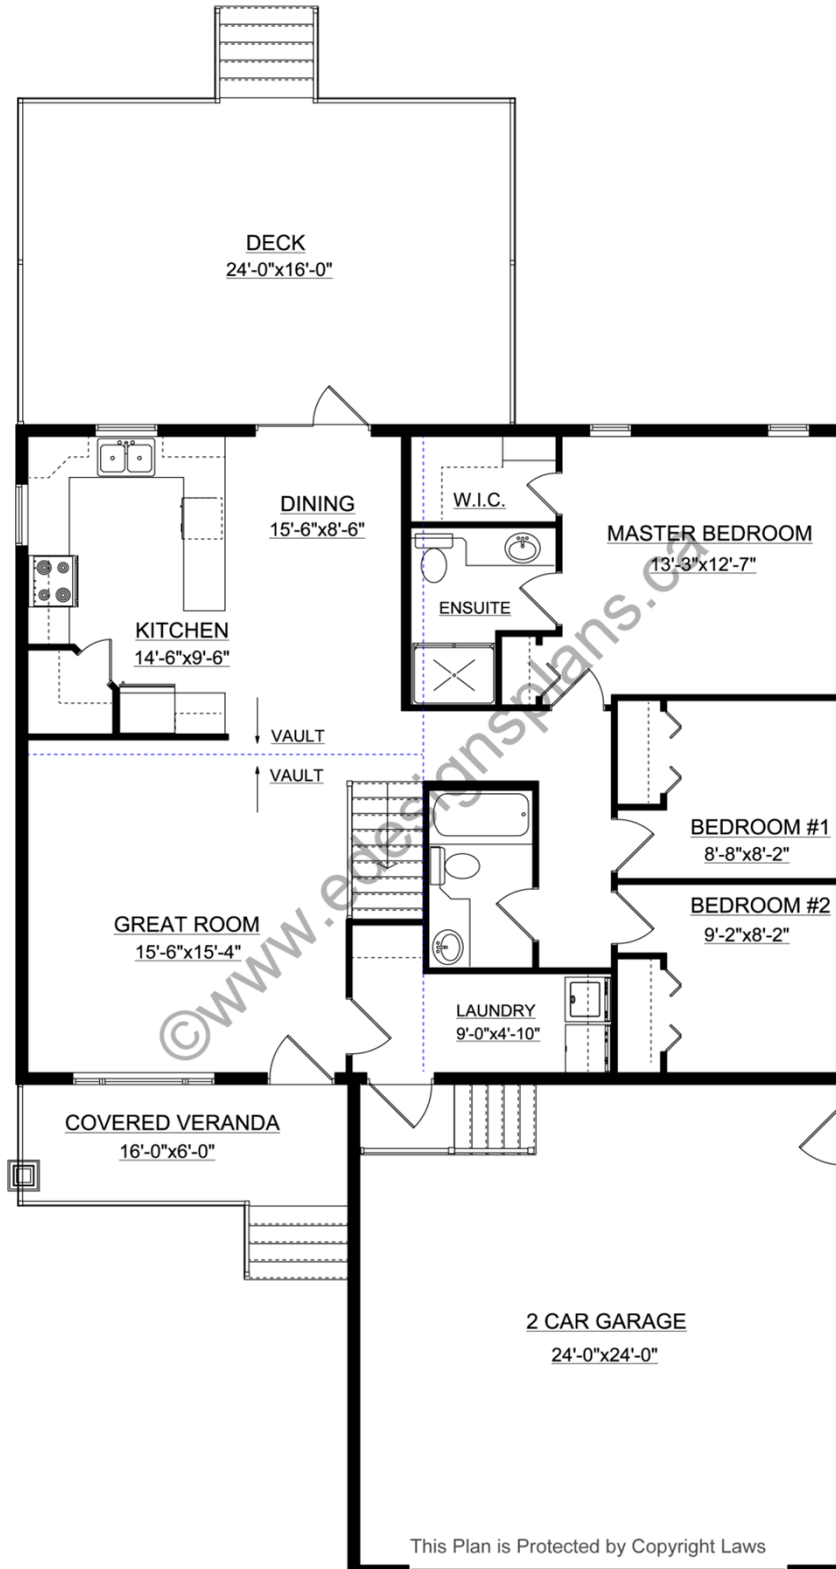 DECK
24'-0"x16'-0"
DINING
15'-6"x8'-6"
W.I.C.
MASTER BEDROOM
13'-3"x12'-7"
ENSUITE
KITCHEN
14'-6"x9'-6"
VAULT
VAULT
BEDROOM #1
8'-8"x8'-2"
BEDROOM #2
9'-2"x8'-2"
GREAT ROOM
15'-6"x15'-4"
LAUNDRY
9'-0"x4'-10"
COVERED VERANDA
16'-0"x6'-0"
2 CAR GARAGE
24'-0"x24'-0"
This Plan is Protected by Copyright Laws
©www.edesignsplans.ca